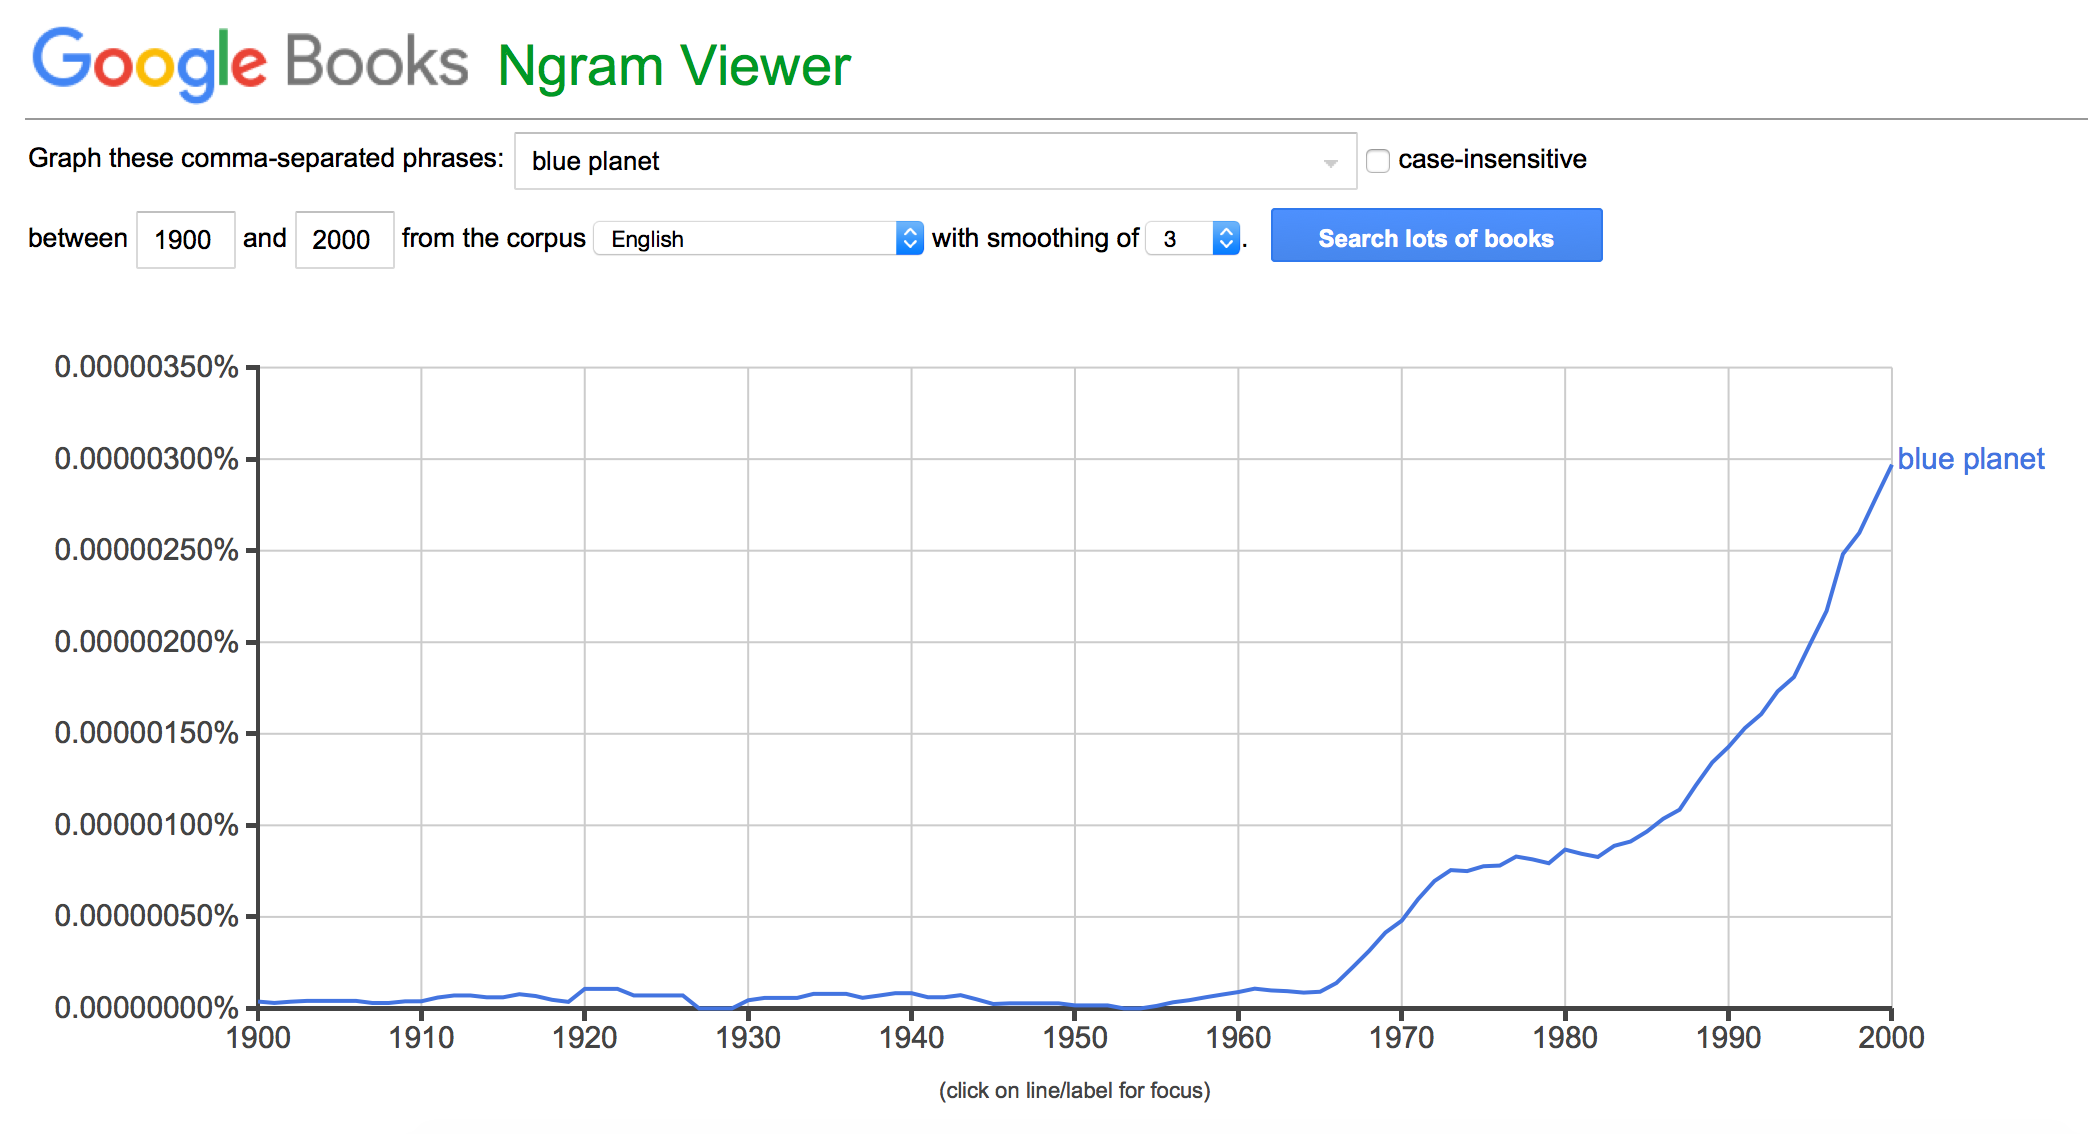 Google Books Ngram Viewer
Graph these comma-separated phrases: blue planet case-insensitive
between 1900 and 2000 from the corpus English with smoothing of 3 . Search lots of books
0.00000350%
0.00000300%
blue planet
0.00000250%
0.00000200%
0.00000150%
0.00000100%
0.00000050%
0.00000000%
1900 1910 1920 1930 1940 1950 1960 1970 1980 1990 2000
(click on line/label for focus)